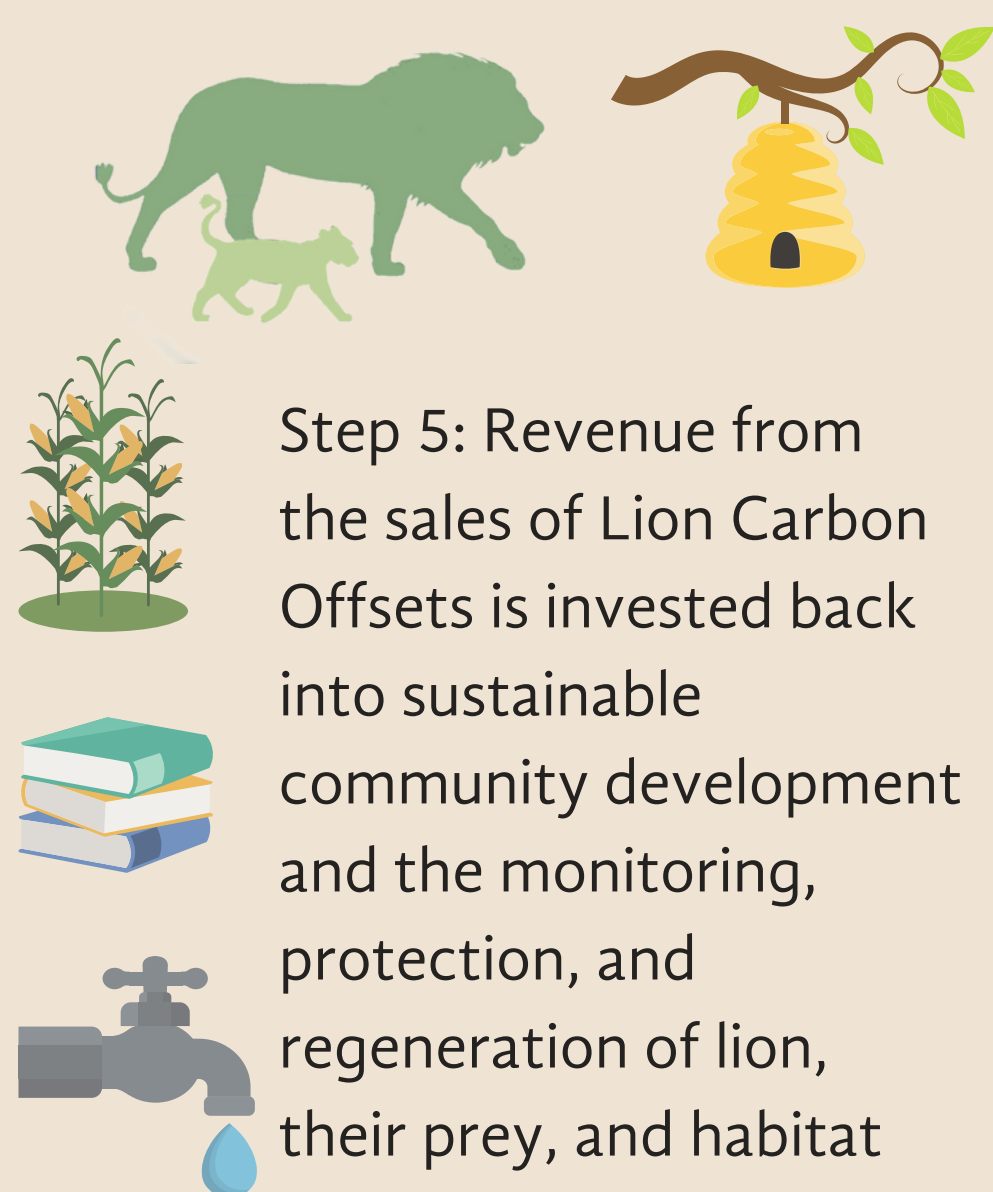 Step 5: Revenue from
the sales of Lion Carbon
Offsets is invested back
into sustainable
community development
and the monitoring,
protection, and
regeneration of lion,
their prey, and habitat